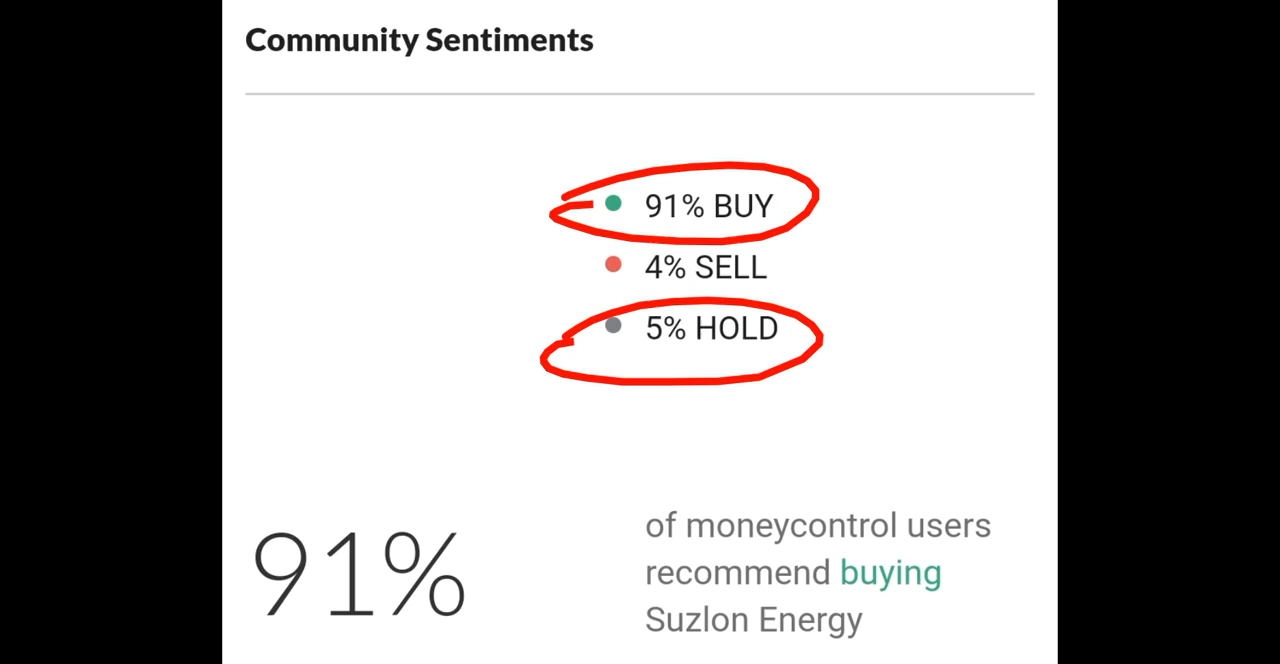 Community Sentiments
91% BUY
4% SELL
5% HOLD
91%
of moneycontrol users
recommend buying
Suzlon Energy